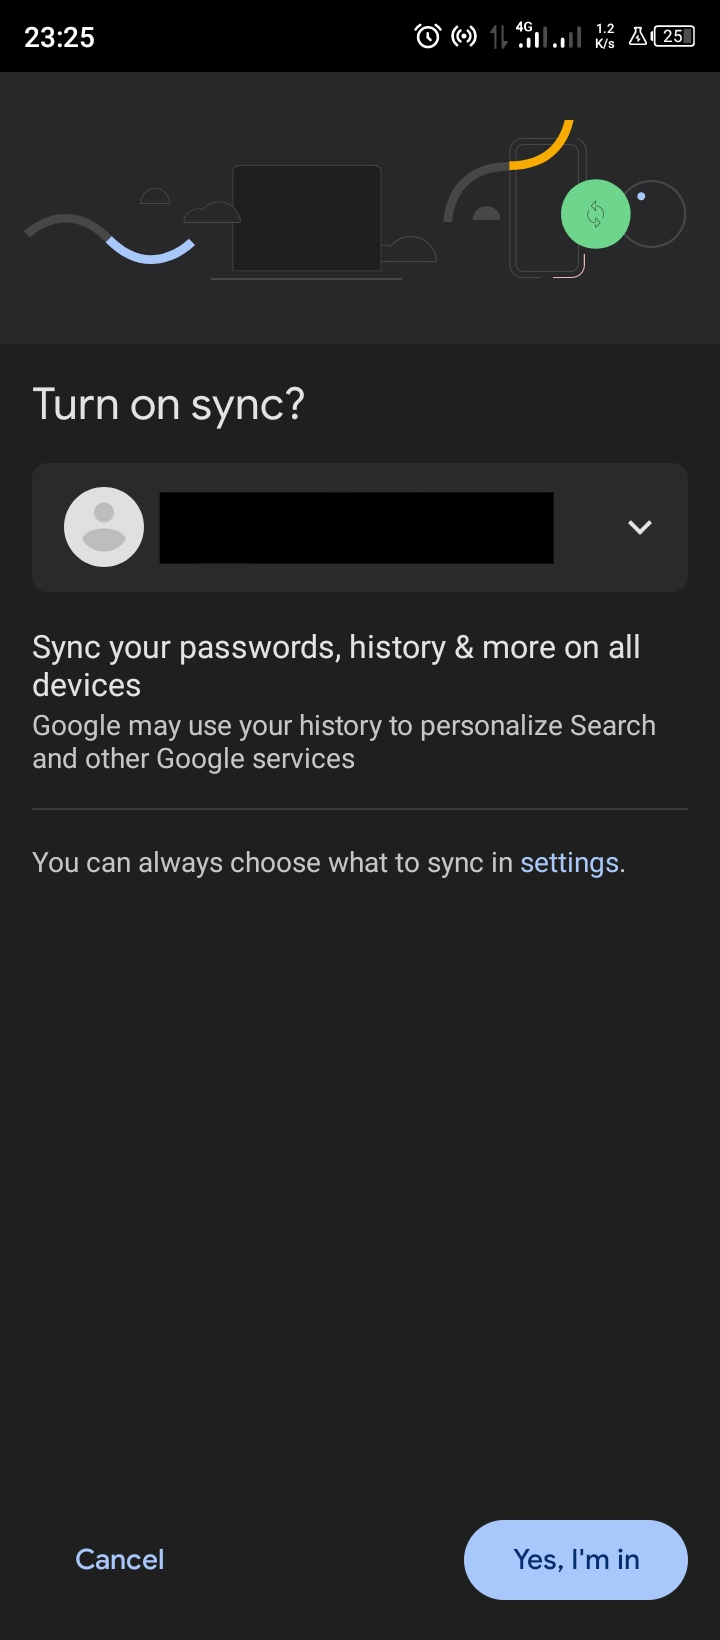 23:25
4G
1.2
K/s
25
Turn on sync?
Sync your passwords, history & more on all
devices
Google may use your history to personalize Search
and other Google services
You can always choose what to sync in settings.
Cancel
Yes, I'm in